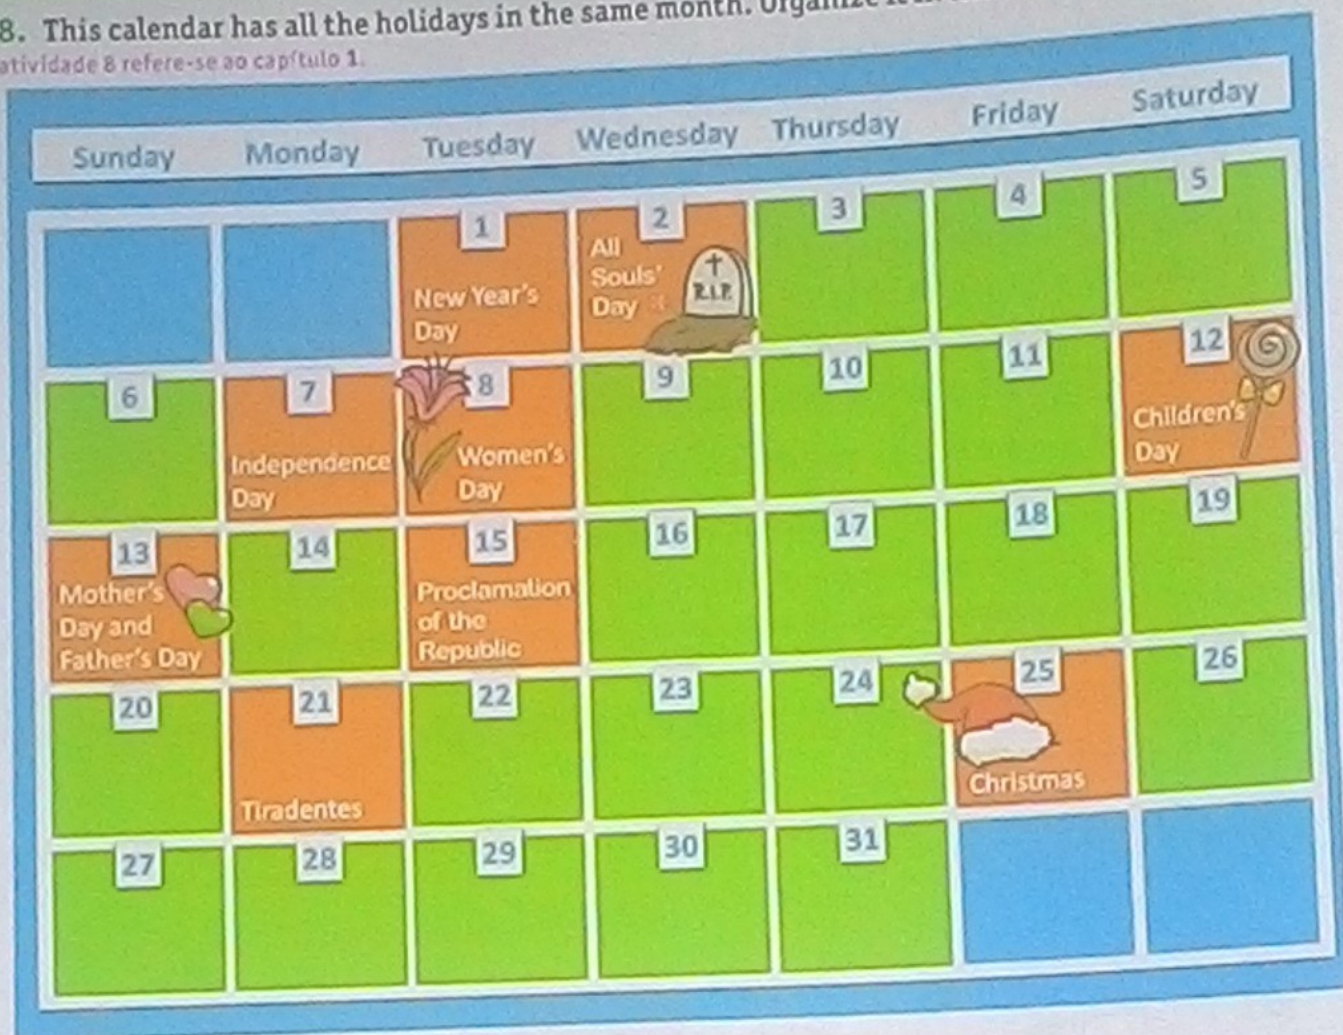 8. This calendar has all the holidays in the same month. Organize it
atividade 8 refere-se ao capítulo 1.
Sunday Monday Tuesday Wednesday Thursday Friday Saturday
1 2 3 4 5
New Year's
Day
All
Souls'
Day
R.I.P.
6 7 8 9 10 11 12
Independence
Day
Women's
Day
Children's
Day
13 14 15 16 17 18 19
Mother's
Day and
Father's Day
Proclamation
of the
Republic
20 21 22 23 24 25 26
Tiradentes
Christmas
27 28 29 30 31